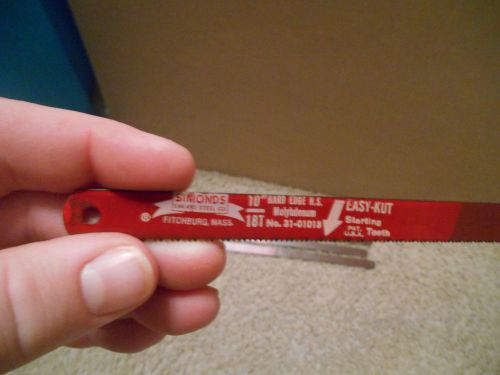 SIMONDS
SAW AND STEEL CO.
® FITCHBURG, MASS.
10" HARD EDGE H.S.
Molybdenum
18T No. 31-01018
EASY-KUT
Starting
PAT. U.S.A. Teeth